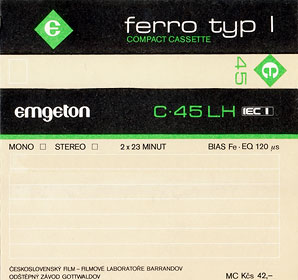 ferro typ I
COMPACT CASSETTE
45
emgeton
C·45 LH IEC I
MONO STEREO 2 x 23 MINUT BIAS Fe · EQ 120 µs
ČESKOSLOVENSKÝ FILM – FILMOVÉ LABORATOŘE BARRANDOV
ODŠTĚPNÝ ZÁVOD GOTTWALDOV MC Kčs 42,–